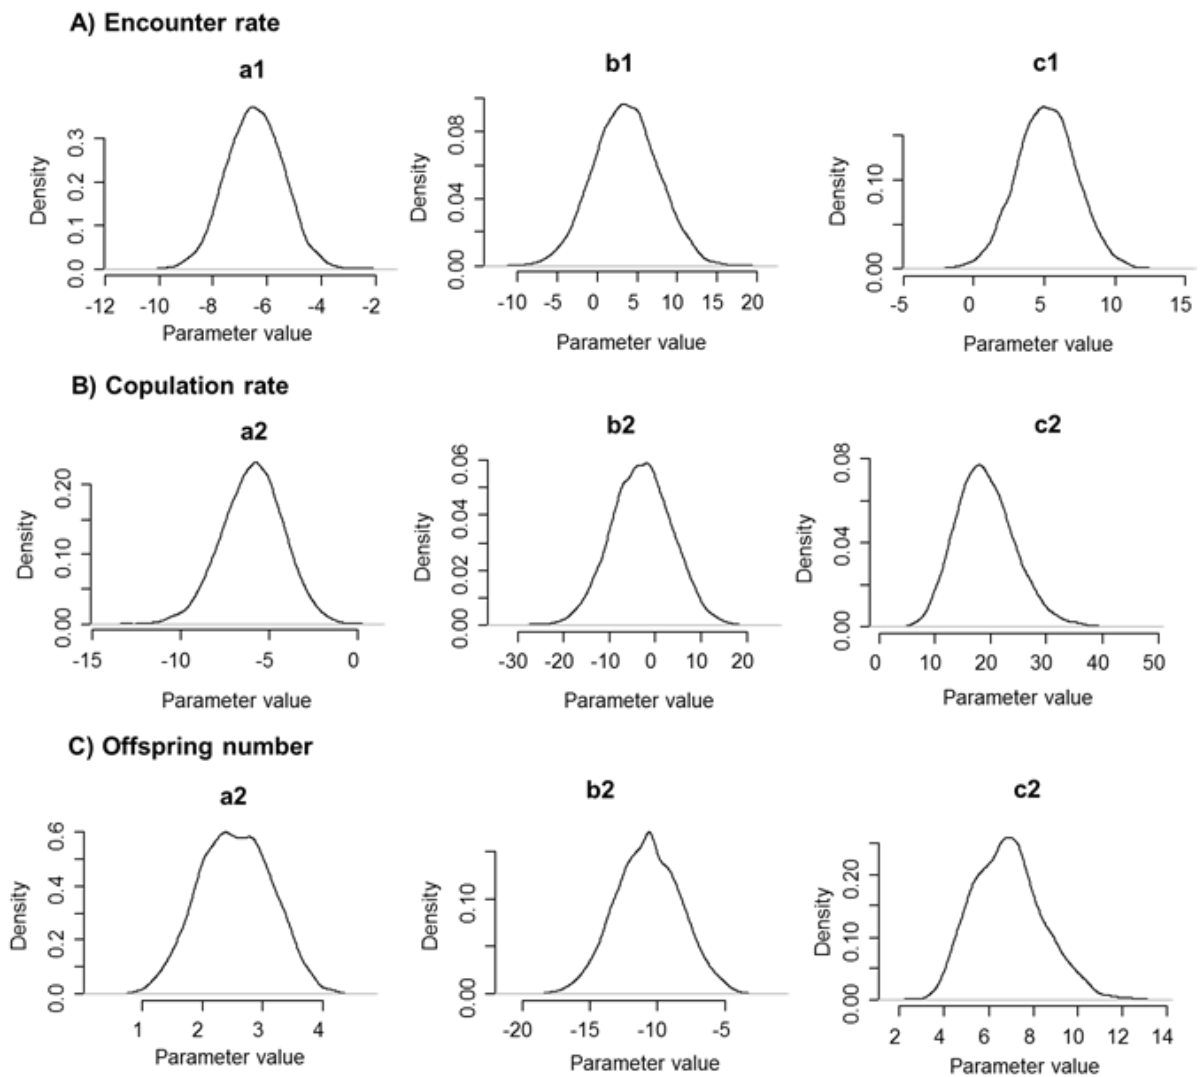 A) Encounter rate
a1 b1 c1
Density 0.0 0.1 0.2 0.3
-12 -10 -8 -6 -4 -2
Parameter value
Density 0.00 0.04 0.08
-10 -5 0 5 10 15 20
Parameter value
Density 0.00 0.10
-5 0 5 10 15
Parameter value
B) Copulation rate
a2 b2 c2
Density 0.00 0.10 0.20
-15 -10 -5 0
Parameter value
Density 0.00 0.02 0.04 0.06
-30 -20 -10 0 10 20
Parameter value
Density 0.00 0.04 0.08
0 10 20 30 40 50
Parameter value
C) Offspring number
a2 b2 c2
Density 0.0 0.2 0.4 0.6
1 2 3 4
Parameter value
Density 0.00 0.10
-20 -15 -10 -5
Parameter value
Density 0.00 0.10 0.20
2 4 6 8 10 12 14
Parameter value